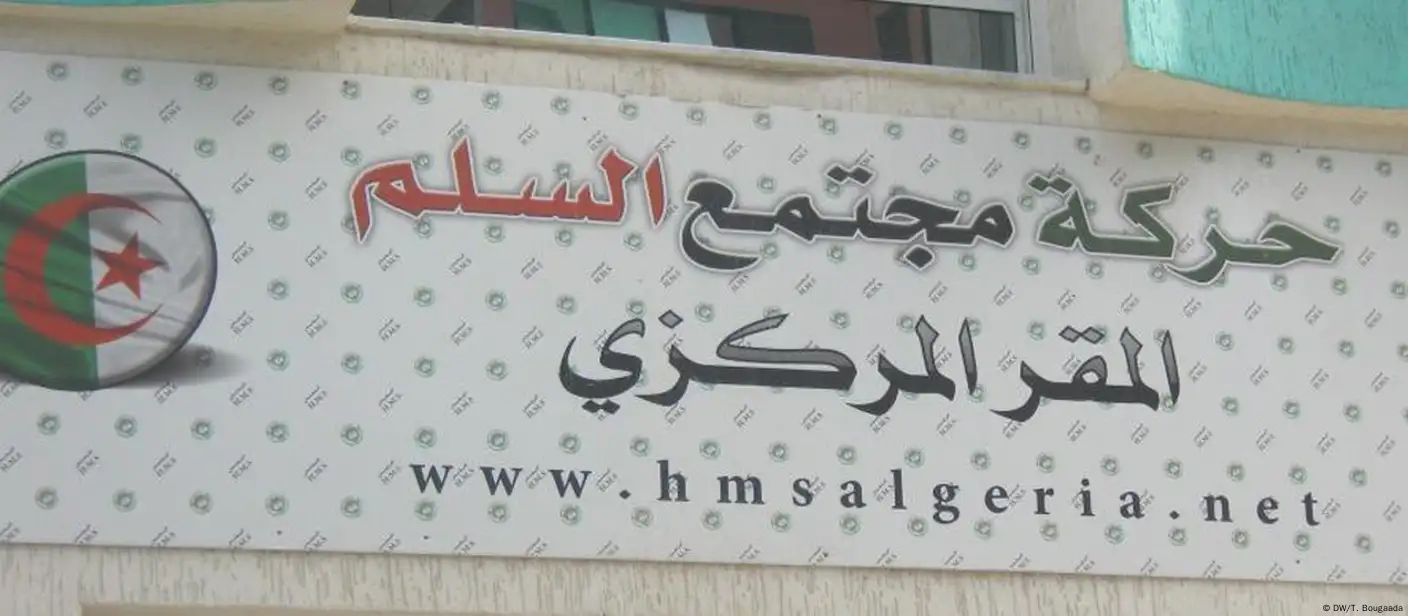 حركة مجتمع السلم
المقر المركزي
www.hmsalgeria.net
© DW/T. Bougaada